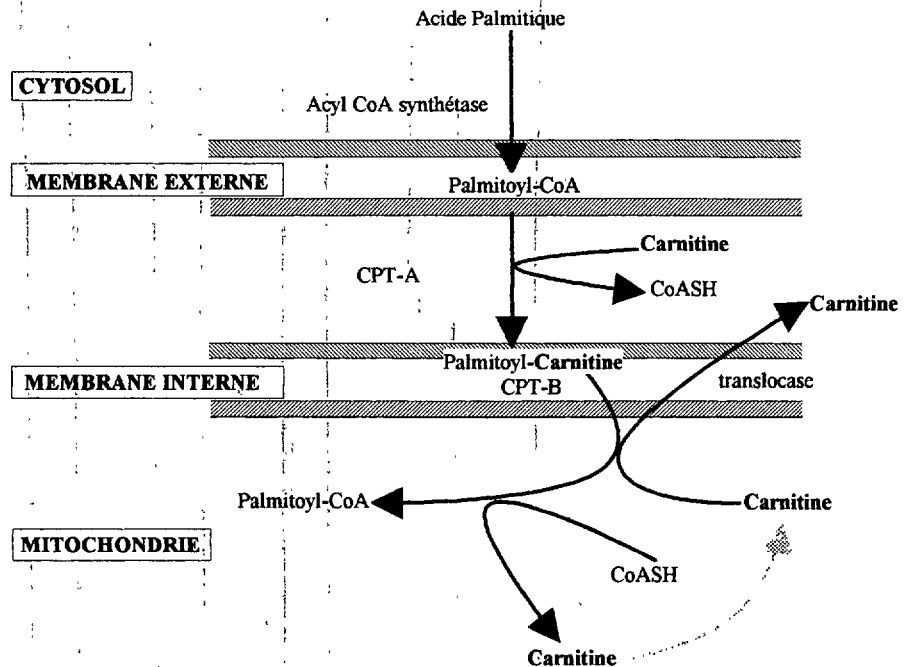 Acide Palmitique
CYTOSOL
Acyl CoA synthétase
MEMBRANE EXTERNE
Palmitoyl-CoA
Carnitine
CPT-A
CoASH
Carnitine
Palmitoyl-Carnitine
MEMBRANE INTERNE
CPT-B
translocase
Palmitoyl-CoA
Carnitine
MITOCHONDRIE
CoASH
Carnitine